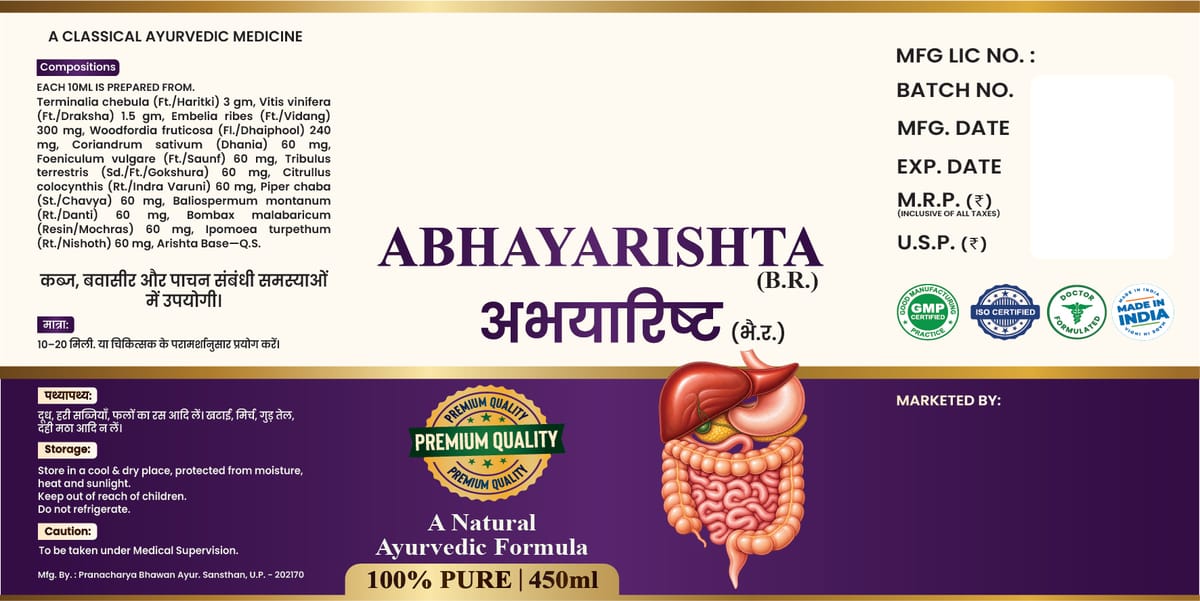 A CLASSICAL AYURVEDIC MEDICINE
Compositions
EACH 10ML IS PREPARED FROM.
Terminalia chebula (Ft./Haritki) 3 gm, Vitis vinifera
(Ft./Draksha) 1.5 gm, Embelia ribes (Ft./Vidang)
300 mg, Woodfordia fruticosa (Fl./Dhaiphool) 240
mg, Coriandrum sativum (Dhania) 60 mg,
Foeniculum vulgare (Ft./Saunf) 60 mg, Tribulus
terrestris (Sd./Ft./Gokshura) 60 mg, Citrullus
colocynthis (Rt./Indra Varuni) 60 mg, Piper chaba
(St./Chavya) 60 mg, Baliospermum montanum
(Rt./Danti) 60 mg, Bombax malabaricum
(Resin/Mochras) 60 mg, Ipomoea turpethum
(Rt./Nishoth) 60 mg, Arishta Base—Q.S.
कब्ज, बवासीर और पाचन संबंधी समस्याओं
में उपयोगी।
मात्रा:
10–20 मिली. या चिकित्सक के परामर्शानुसार प्रयोग करें।
पथ्यापथ्य:
दूध, हरी सब्जियाँ, फलों का रस आदि लें। खटाई, मिर्च, गुड़ तेल,
दही मठा आदि न लें।
Storage:
Store in a cool & dry place, protected from moisture,
heat and sunlight.
Keep out of reach of children.
Do not refrigerate.
Caution:
To be taken under Medical Supervision.
Mfg. By. : Pranacharya Bhawan Ayur. Sansthan, U.P. - 202170
ABHAYARISHTA
(B.R.)
अभयारिष्ट (भै.र.)
PREMIUM QUALITY
PREMIUM QUALITY
PREMIUM QUALITY
A Natural
Ayurvedic Formula
100% PURE | 450ml
MFG LIC NO. :
BATCH NO.
MFG. DATE
EXP. DATE
M.R.P. (₹)
(INCLUSIVE OF ALL TAXES)
U.S.P. (₹)
GOOD MANUFACTURING
GMP
CERTIFIED
PRACTICE
ISO CERTIFIED
DOCTOR
FORMULATED
MADE IN INDIA
MADE IN
INDIA
MARKETED BY: